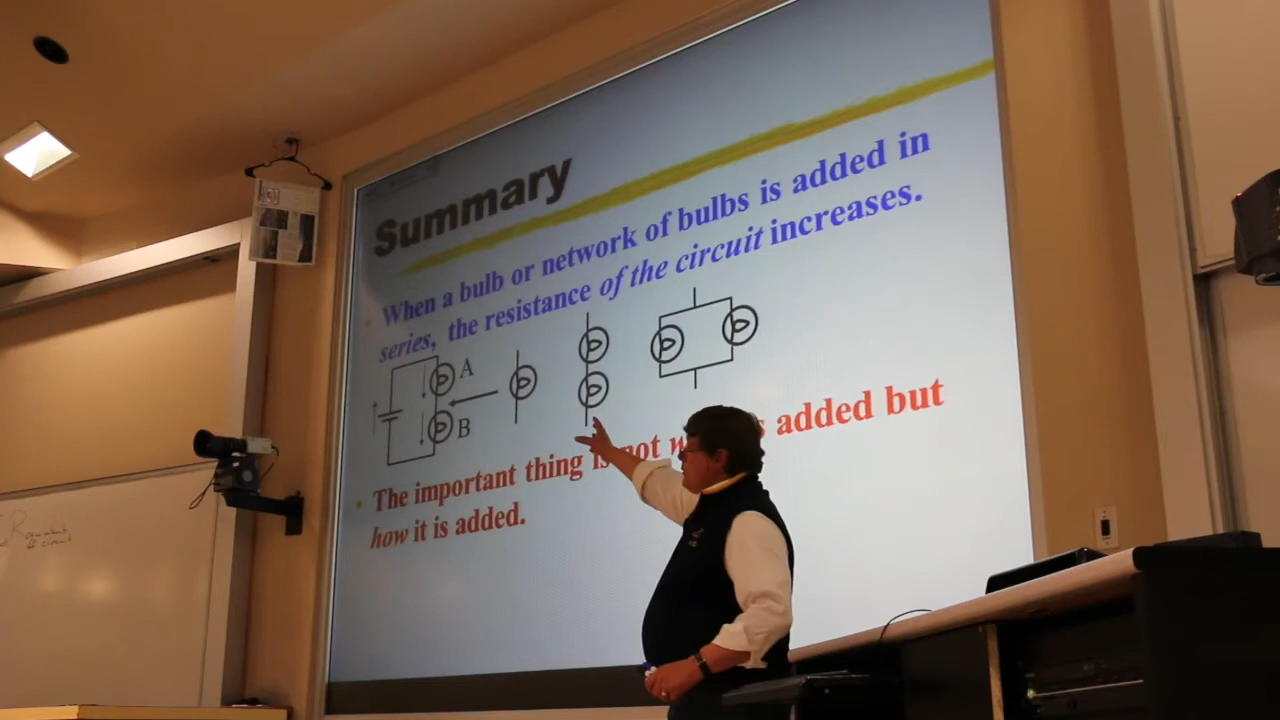 Summary
When a bulb or network of bulbs is added in
series, the resistance of the circuit increases.
A
B
The important thing is not added but
how it is added.